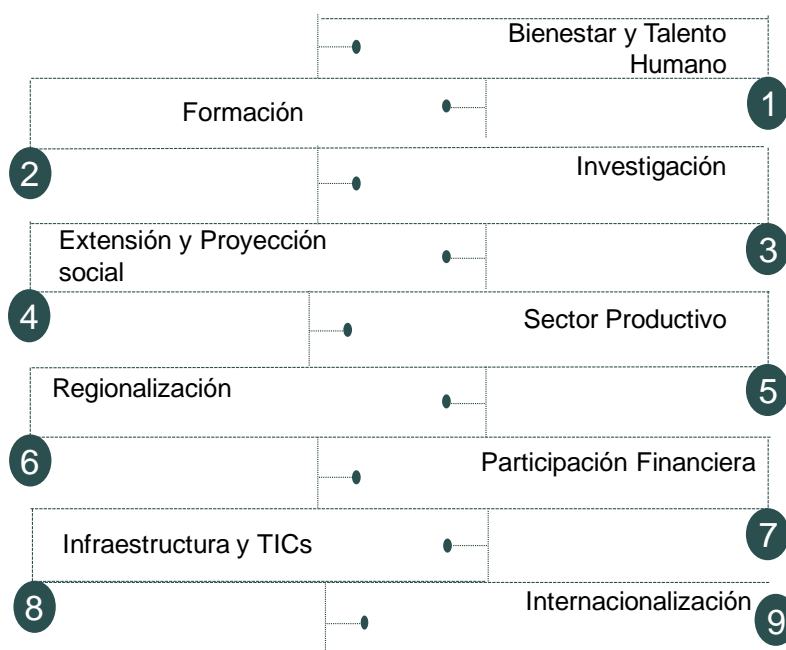 Bienestar y Talento
Humano
1
Formación
2
Investigación
3
Extensión y Proyección
social
4
Sector Productivo
5
Regionalización
6
Participación Financiera
7
Infraestructura y TICs
8
Internacionalización
9